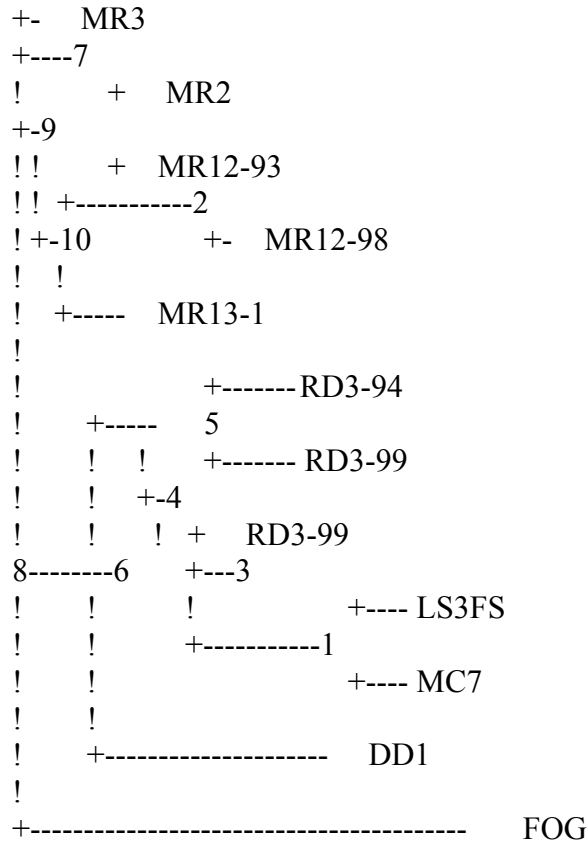 +-    MR3
+----7
!        +    MR2
+-9
! !      +    MR12-93
! !  +-----------2
! +-10          +-    MR12-98
!    !
!   +-----    MR13-1
!
!                 +-------RD3-94
!       +-----    5
!       !    !      +------- RD3-99
!       !    +-4
!       !      !  +    RD3-99
8--------6     +---3
!       !         !            +---- LS3FS
!       !         +-----------1
!       !                      +---- MC7
!       !
!       +---------------------    DD1
!
+-----------------------------------------    FOG